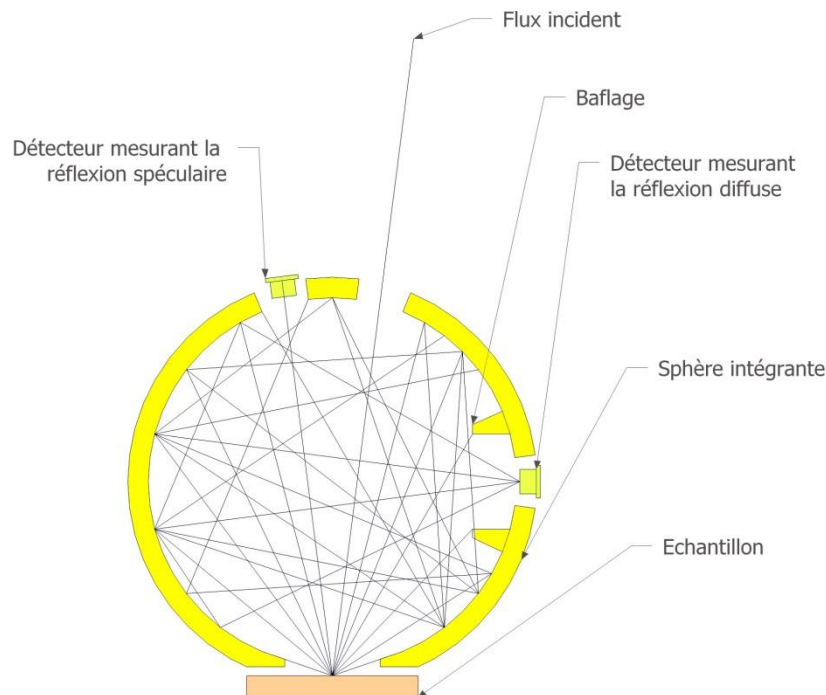 Flux incident
Baflage
Détecteur mesurant la
réflexion spéculaire
Détecteur mesurant
la réflexion diffuse
Sphère intégrante
Echantillon